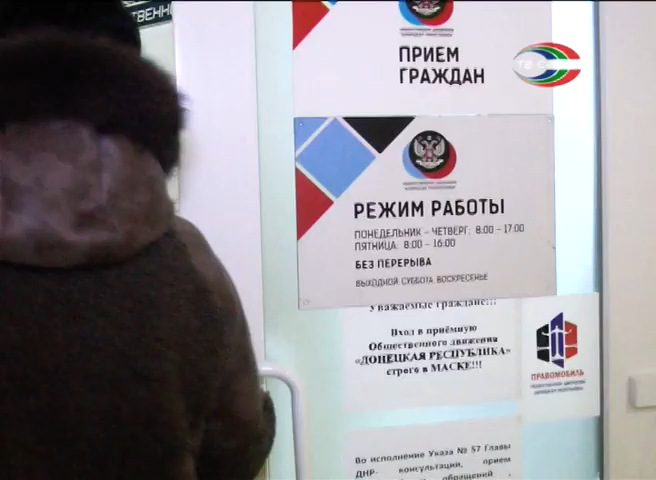 ПРИЕМ
ГРАЖДАН
РЕЖИМ РАБОТЫ
ПОНЕДЕЛЬНИК - ЧЕТВЕРГ: 8:00 - 17:00
ПЯТНИЦА: 8:00 - 16:00
БЕЗ ПЕРЕРЫВА
ВЫХОДНОЙ: СУББОТА, ВОСКРЕСЕНЬЕ
Уважаемые граждане!!!
Вход в приёмную
Общественного движения
«ДОНЕЦКАЯ РЕСПУБЛИКА»
строго в МАСКЕ!!!
ПРАВОМОБИЛЬ
Во исполнение Указа № 57 Главы
ДНР- консультации, прием
обращений